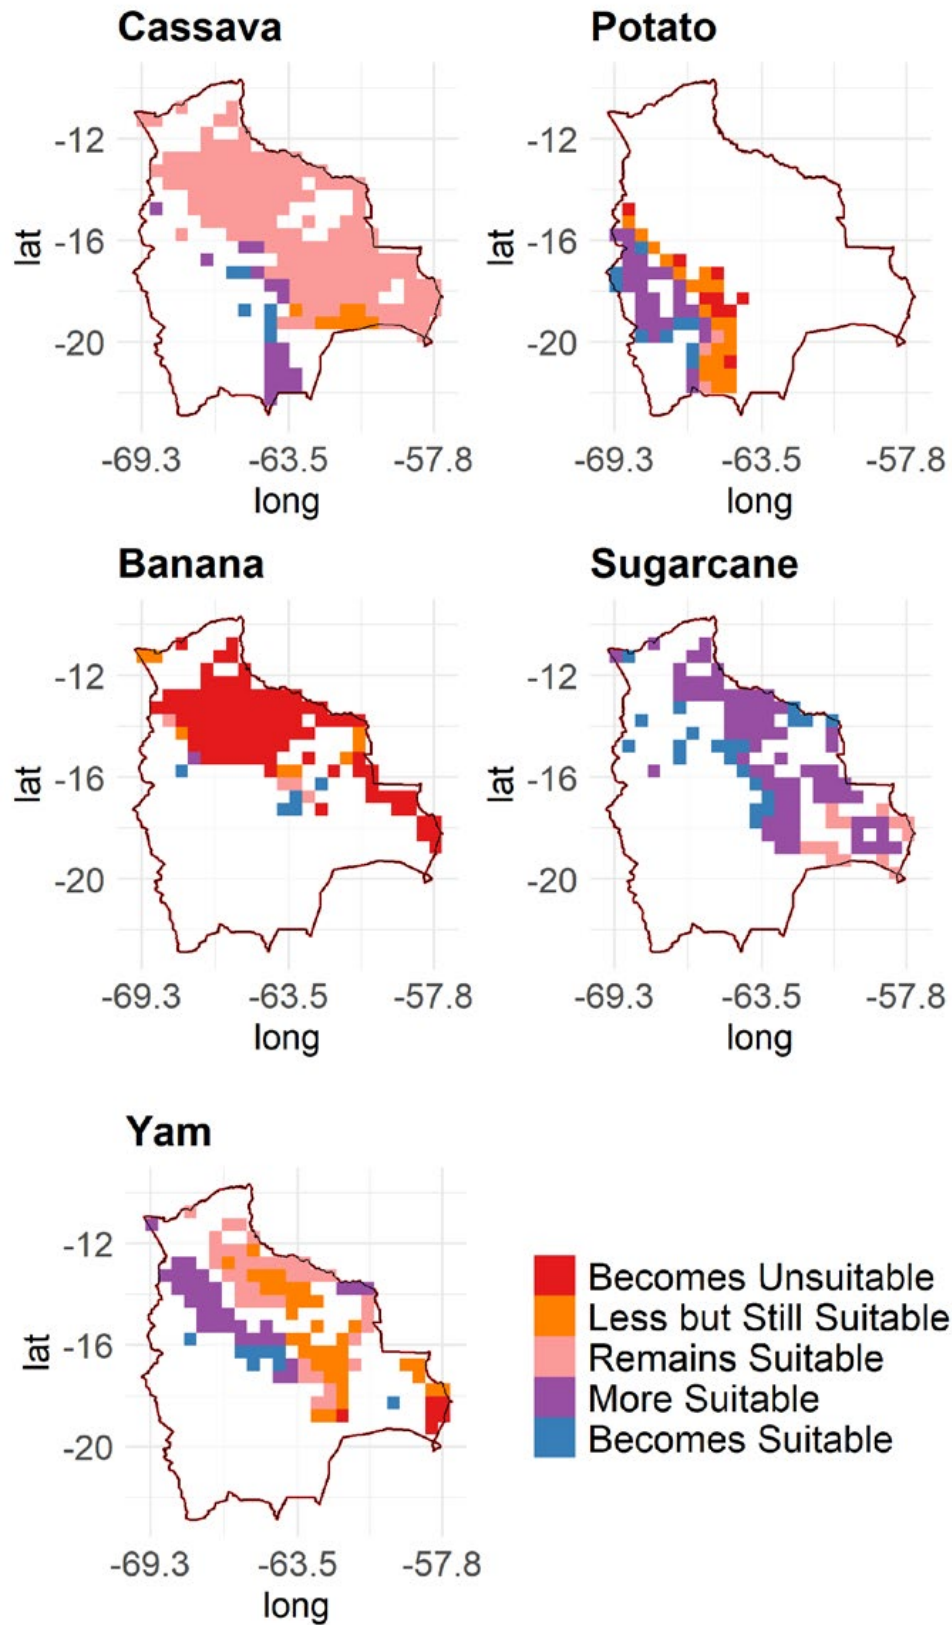 Cassava
Potato
-12
-16
-20
lat
-69.3 -63.5 -57.8
long
-12
-16
-20
lat
-69.3 -63.5 -57.8
long
Banana
Sugarcane
-12
-16
-20
lat
-69.3 -63.5 -57.8
long
-12
-16
-20
lat
-69.3 -63.5 -57.8
long
Yam
-12
-16
-20
lat
-69.3 -63.5 -57.8
long
Becomes Unsuitable
Less but Still Suitable
Remains Suitable
More Suitable
Becomes Suitable